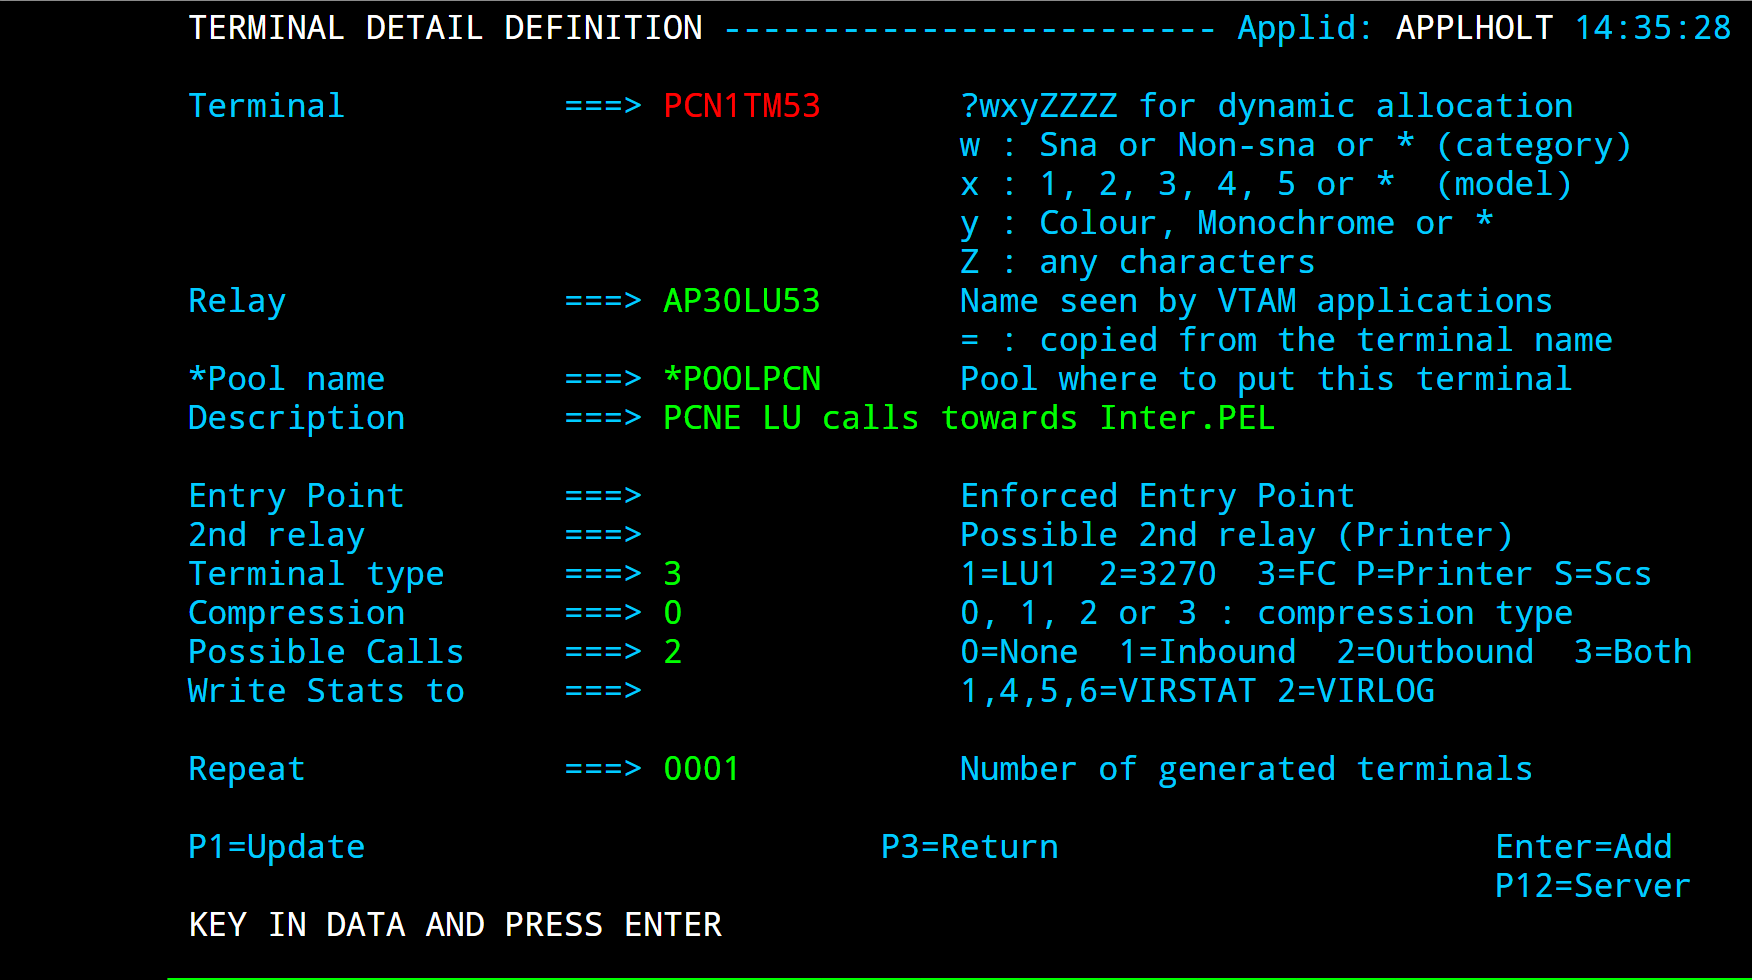 TERMINAL DETAIL DEFINITION ------------------------- Applid: APPLHOLT 14:35:28
Terminal ===> PCN1TM53 ?wxyZZZZ for dynamic allocation
w : Sna or Non-sna or * (category)
x : 1, 2, 3, 4, 5 or * (model)
y : Colour, Monochrome or *
Z : any characters
Relay ===> AP30LU53 Name seen by VTAM applications
= : copied from the terminal name
*Pool name ===> *POOLPCN Pool where to put this terminal
Description ===> PCNE LU calls towards Inter.PEL
Entry Point ===> Enforced Entry Point
2nd relay ===> Possible 2nd relay (Printer)
Terminal type ===> 3 1=LU1 2=3270 3=FC P=Printer S=Scs
Compression ===> 0 0, 1, 2 or 3 : compression type
Possible Calls ===> 2 0=None 1=Inbound 2=Outbound 3=Both
Write Stats to ===> 1,4,5,6=VIRSTAT 2=VIRLOG
Repeat ===> 0001 Number of generated terminals
P1=Update P3=Return Enter=Add
P12=Server
KEY IN DATA AND PRESS ENTER